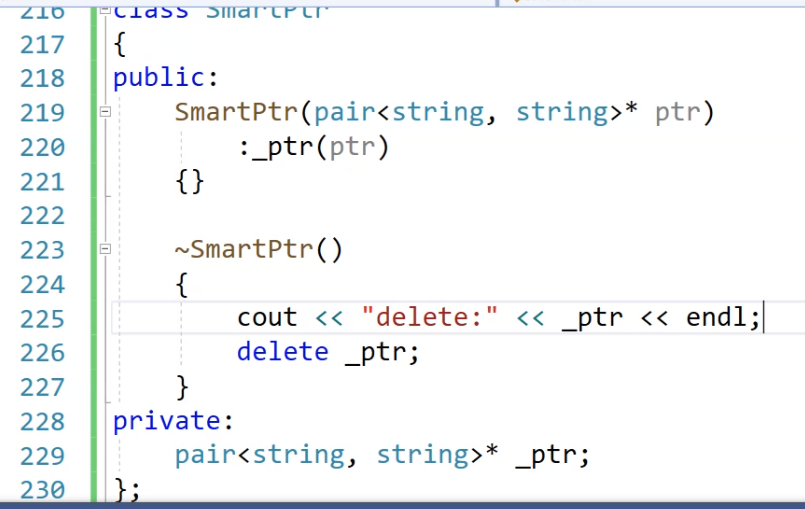 216 class SmartPtr
217 {
218 public:
219 SmartPtr(pair<string, string>* ptr)
220 :_ptr(ptr)
221 {}
222
223 ~SmartPtr()
224 {
225 cout << "delete:" << _ptr << endl;
226 delete _ptr;
227 }
228 private:
229 pair<string, string>* _ptr;
230 };